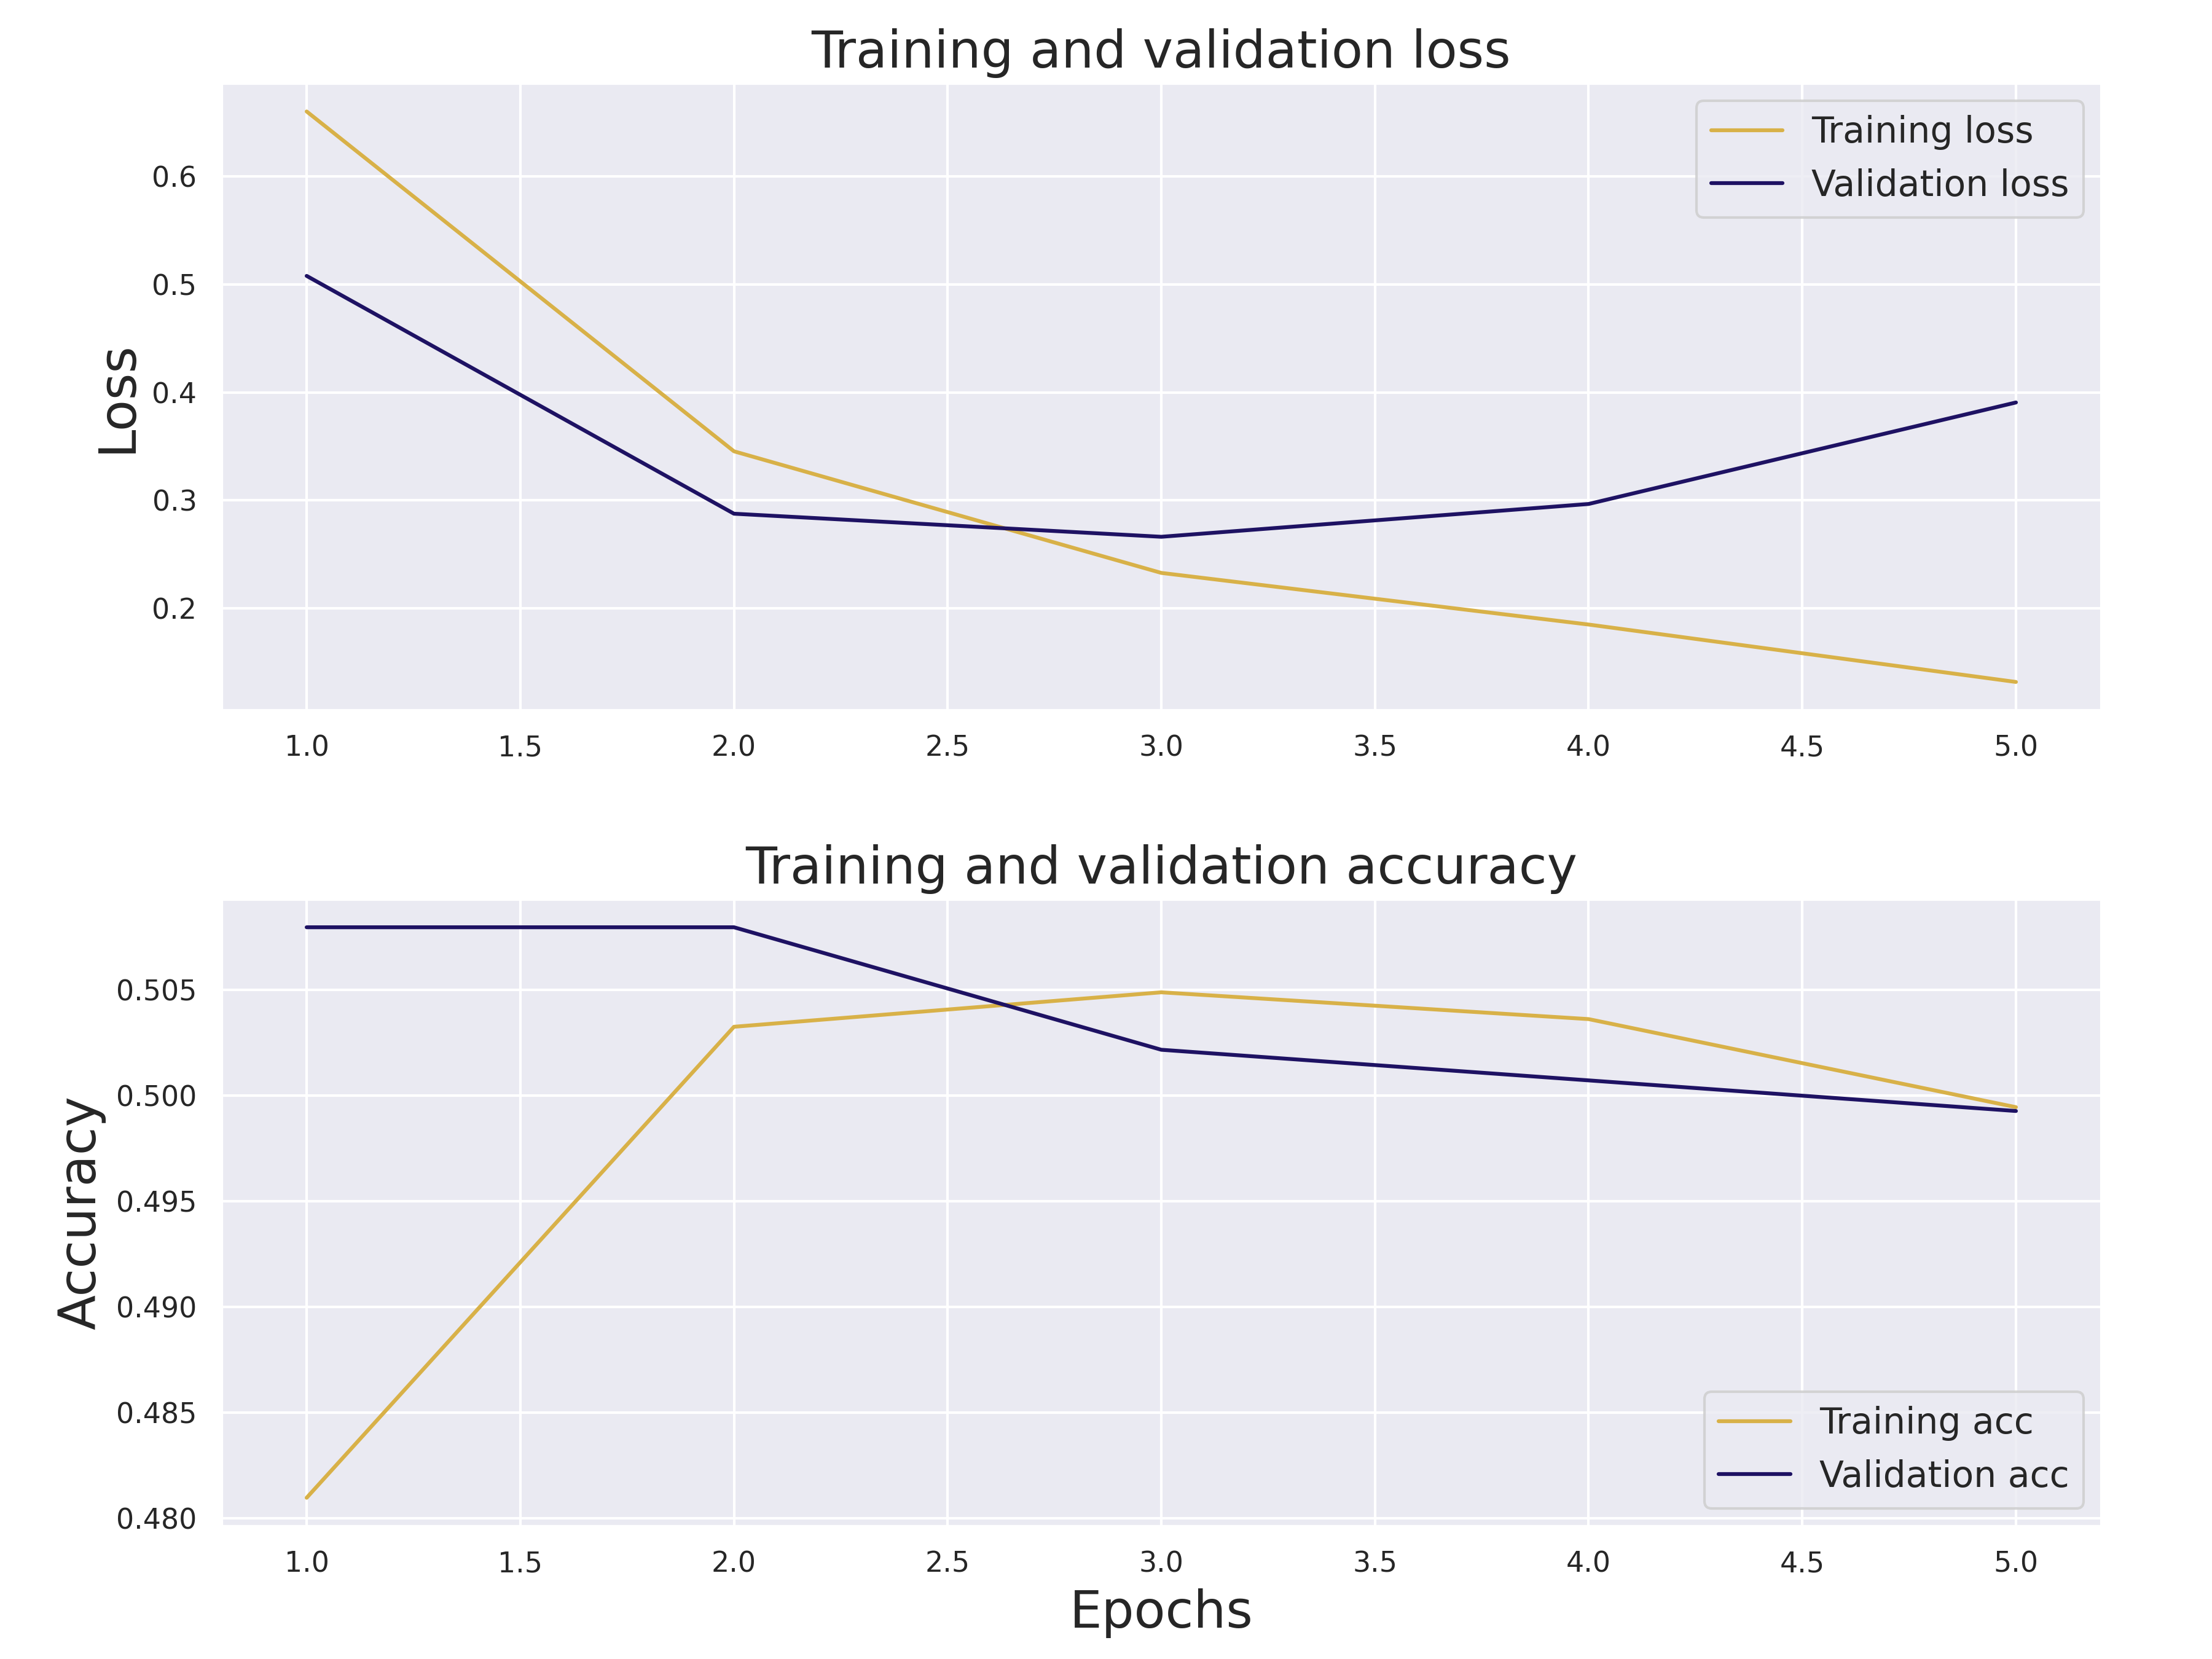 Training and validation loss
Loss
0.6
0.5
0.4
0.3
0.2
Training loss
Validation loss
1.0 1.5 2.0 2.5 3.0 3.5 4.0 4.5 5.0
Training and validation accuracy
Accuracy
0.505
0.500
0.495
0.490
0.485
0.480
Training acc
Validation acc
1.0 1.5 2.0 2.5 3.0 3.5 4.0 4.5 5.0
Epochs